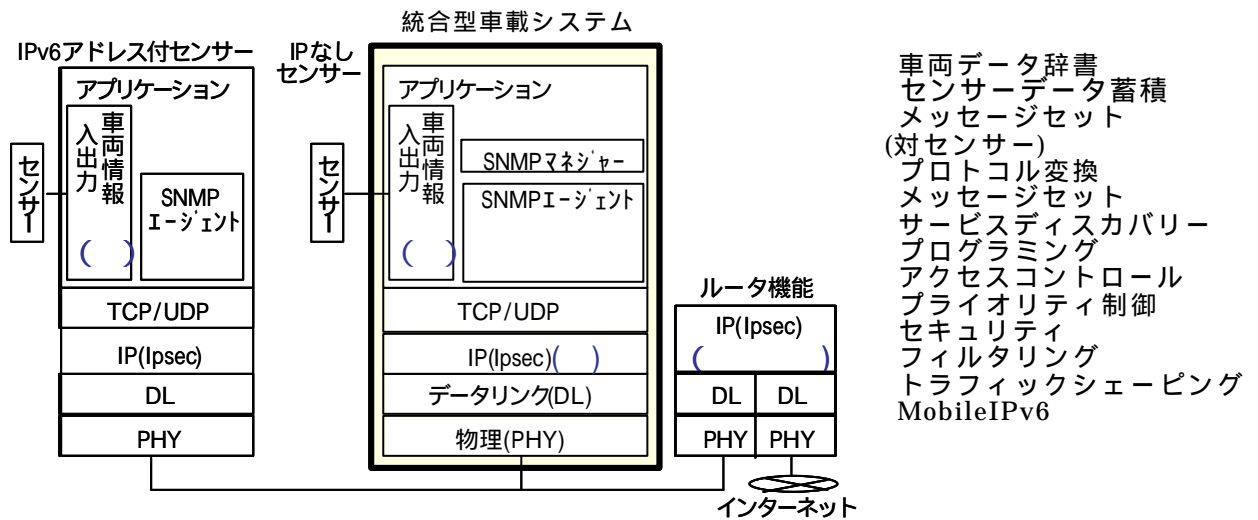 統合型車載システム
IPv6アドレス付センサー
アプリケーション
車両情報
入出力
( )
SNMP
エージェント
センサー
TCP/UDP
IP(Ipsec)
DL
PHY
IPなし
センサー
センサー
アプリケーション
車両情報
入出力
( )
SNMPマネジャー
SNMPエージェント
TCP/UDP
IP(Ipsec)( )
データリンク(DL)
物理(PHY)
ルータ機能
IP(Ipsec)
( )
DL DL
PHY PHY
インターネット
車両データ辞書
センサーデータ蓄積
メッセージセット
(対センサー)
プロトコル変換
メッセージセット
サービスディスカバリー
プログラミング
アクセスコントロール
プライオリティ制御
セキュリティ
フィルタリング
トラフィックシェーピング
MobileIPv6